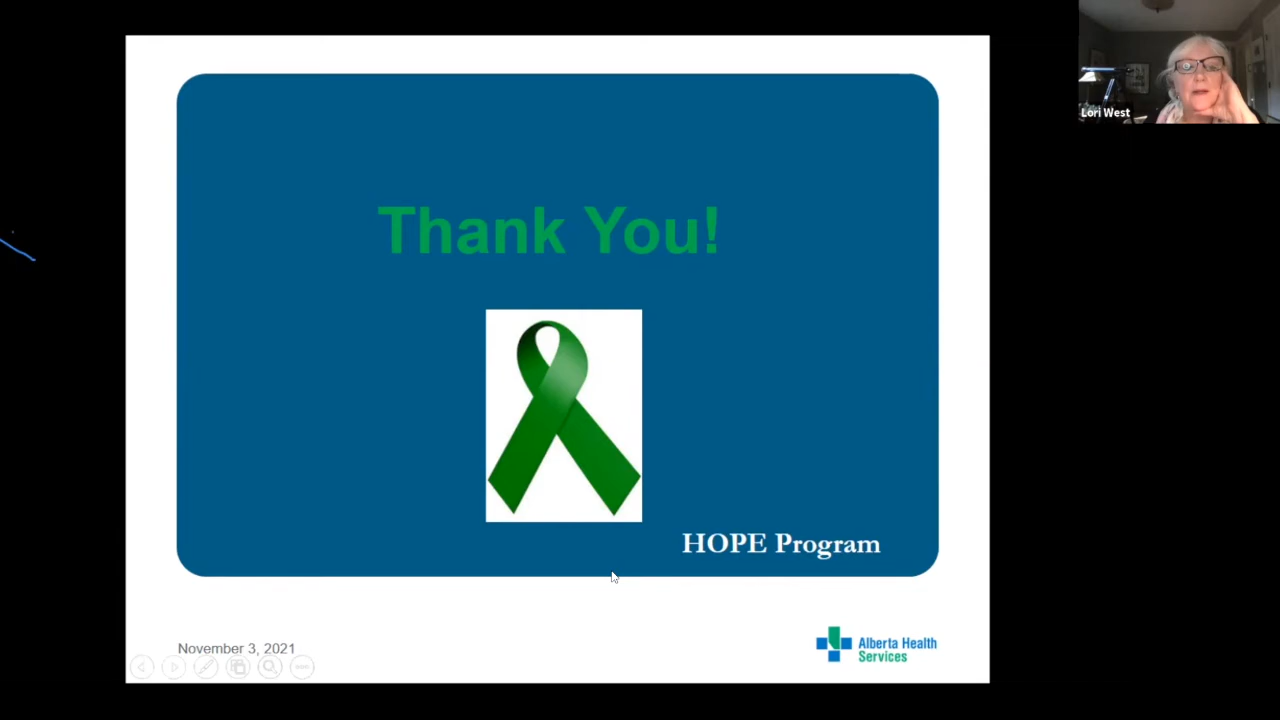 Thank You!
HOPE Program
November 3, 2021
Alberta Health
Services
Lori West